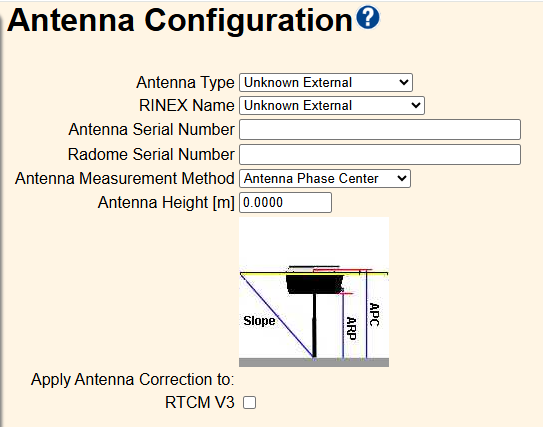 Antenna Configuration ?
Antenna Type Unknown External
RINEX Name Unknown External
Antenna Serial Number
Radome Serial Number
Antenna Measurement Method Antenna Phase Center
Antenna Height [m] 0.0000
Slope ARP APC
Apply Antenna Correction to:
RTCM V3